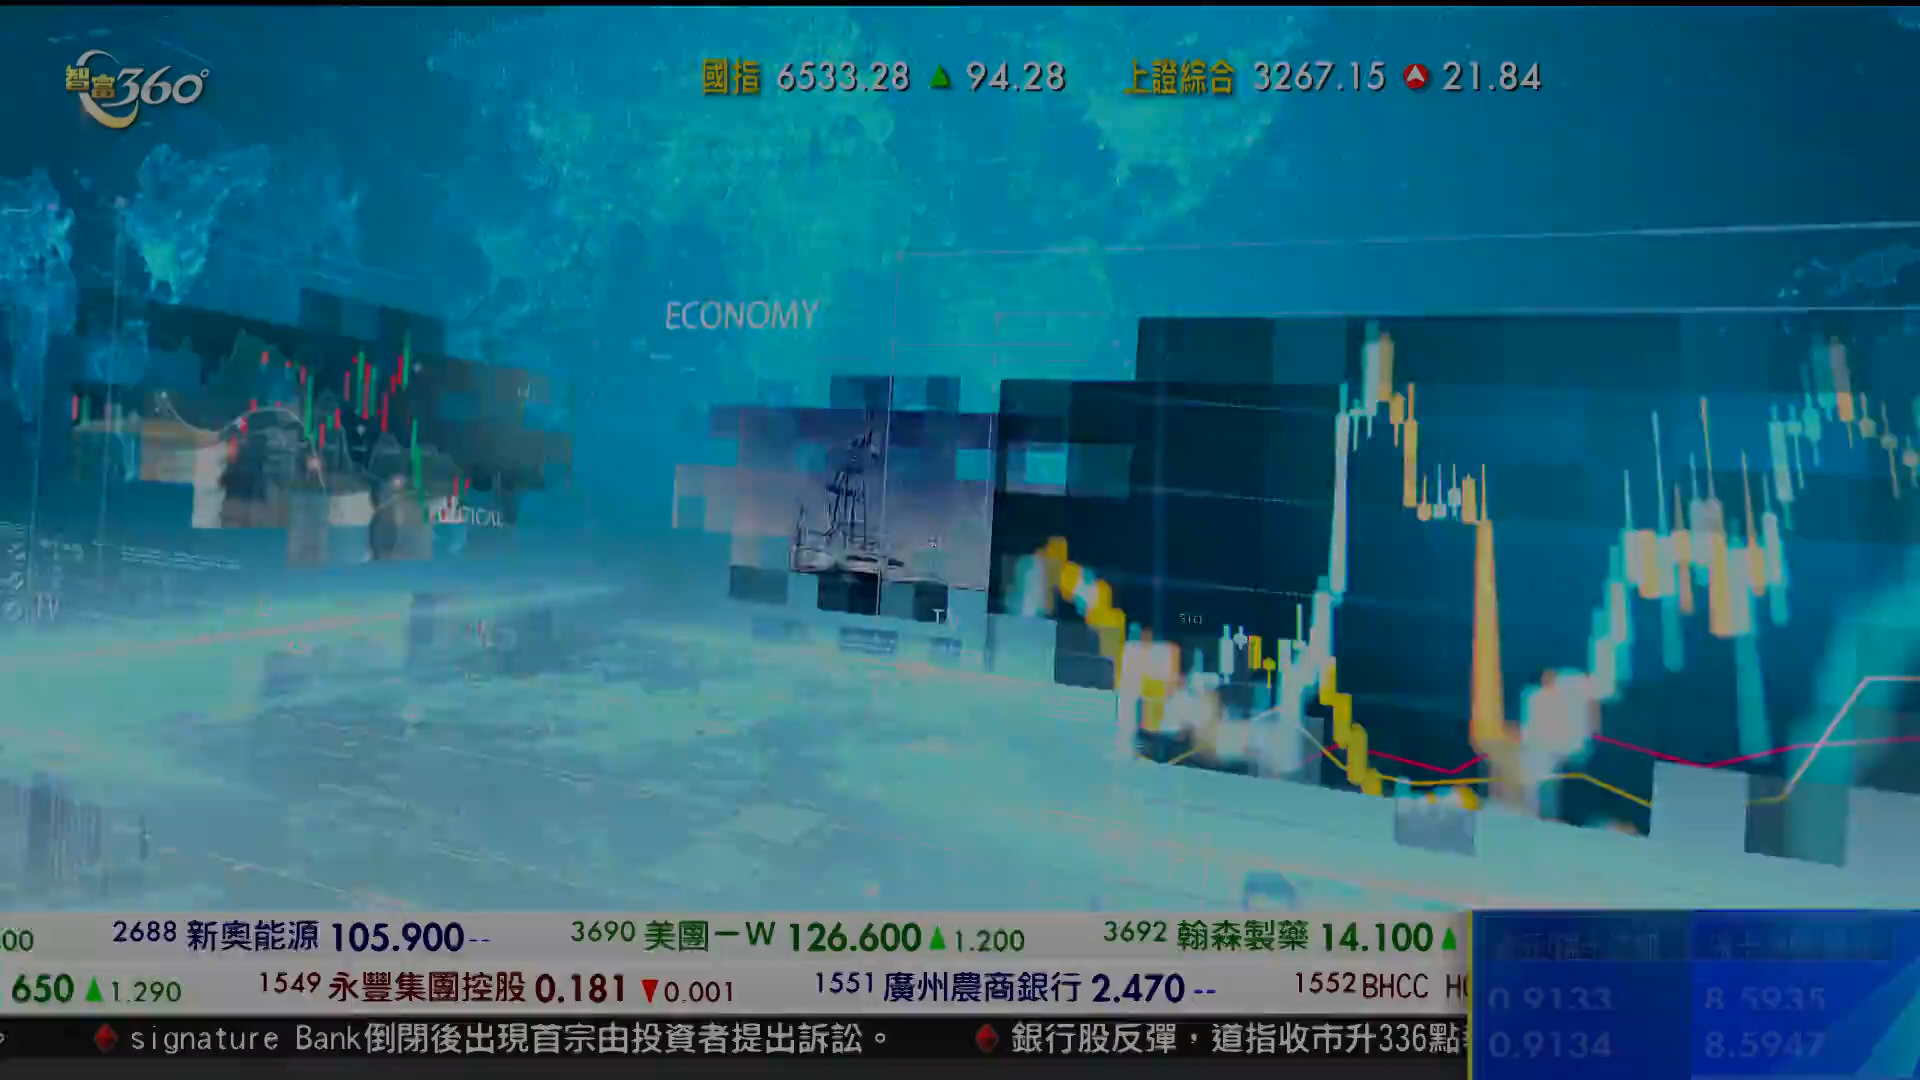 智富360°
國指 6533.28 ▲ 94.28 上證綜合 3267.15 21.84
ECONOMY
00 2688 新奧能源 105.900 -- 3690 美團－W 126.600 ▲ 1.200 3692 翰森製藥 14.100 ▲
650 ▲ 1.290 1549 永豐集團控股 0.181 ▼ 0.001 1551 廣州農商銀行 2.470 -- 1552 BHCC
signature Bank倒閉後出現首宗由投資者提出訴訟。 銀行股反彈，道指收市升336點
0.9133 8.5935
0.9134 8.5947